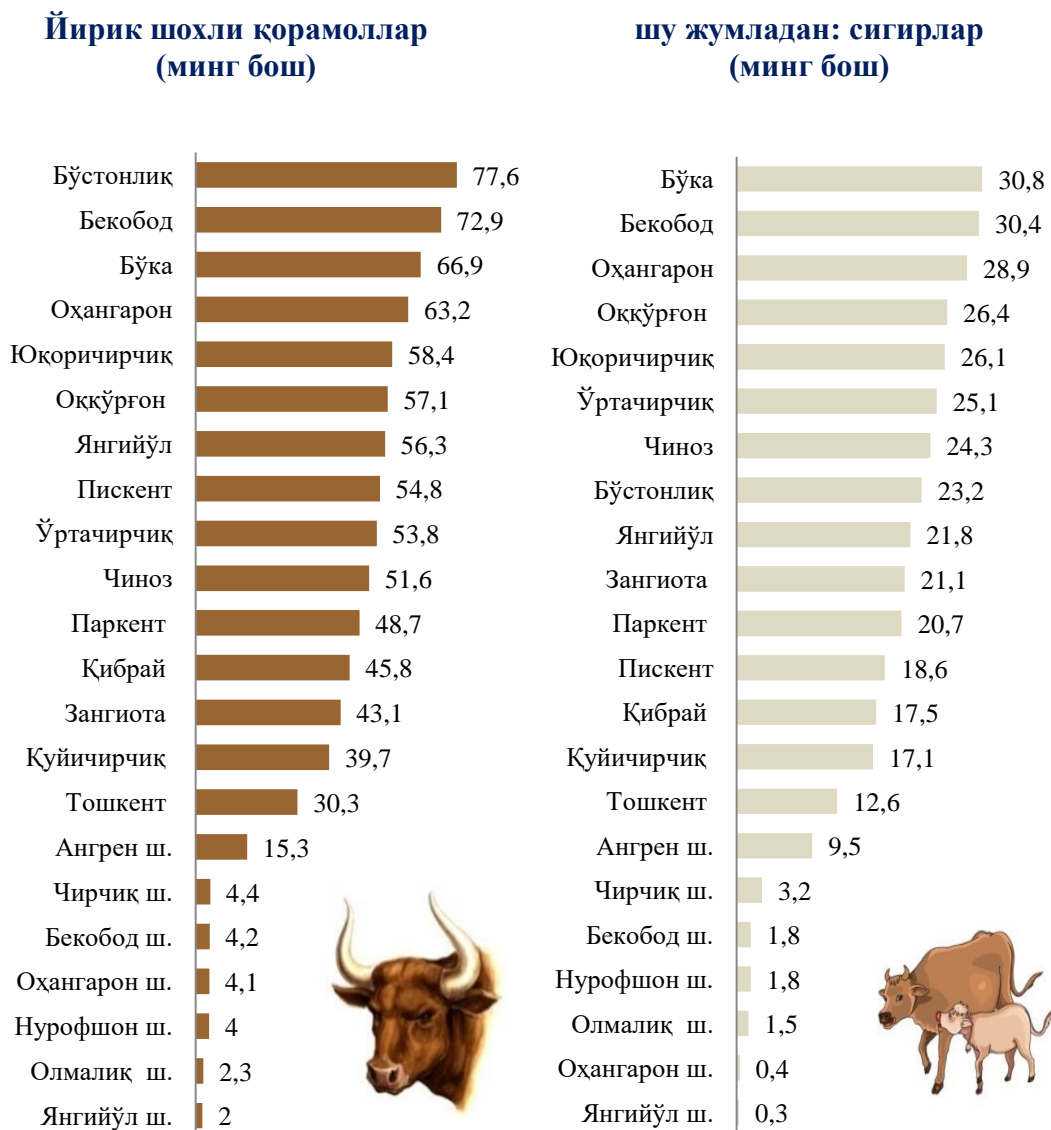 Йирик шохли қорамоллар
(минг бош)
Бўстонлиқ 77,6
Бекобод 72,9
Бўка 66,9
Оҳангарон 63,2
Юқоричирчиқ 58,4
Оққўрғон 57,1
Янгийўл 56,3
Пискент 54,8
Ўртачирчиқ 53,8
Чиноз 51,6
Паркент 48,7
Қибрай 45,8
Зангиота 43,1
Қуйичирчиқ 39,7
Тошкент 30,3
Ангрен ш. 15,3
Чирчиқ ш. 4,4
Бекобод ш. 4,2
Оҳангарон ш. 4,1
Нурофшон ш. 4
Олмалиқ ш. 2,3
Янгийўл ш. 2
шу жумладан: сигирлар
(минг бош)
Бўка 30,8
Бекобод 30,4
Оҳангарон 28,9
Оққўрғон 26,4
Юқоричирчиқ 26,1
Ўртачирчиқ 25,1
Чиноз 24,3
Бўстонлиқ 23,2
Янгийўл 21,8
Зангиота 21,1
Паркент 20,7
Пискент 18,6
Қибрай 17,5
Қуйичирчиқ 17,1
Тошкент 12,6
Ангрен ш. 9,5
Чирчиқ ш. 3,2
Бекобод ш. 1,8
Нурофшон ш. 1,8
Олмалиқ ш. 1,5
Оҳангарон ш. 0,4
Янгийўл ш. 0,3